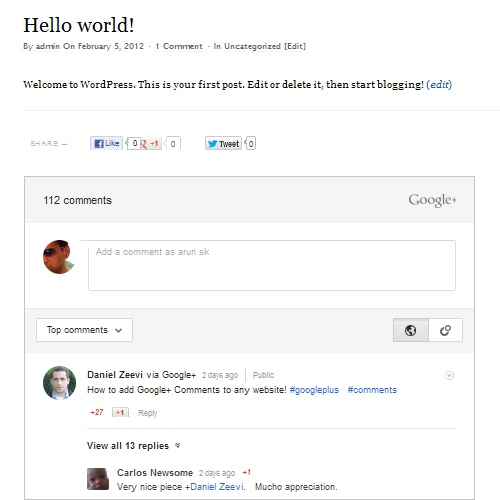 Hello world!
By admin On February 5, 2012 · 1 Comment · In Uncategorized [Edit]
Welcome to WordPress. This is your first post. Edit or delete it, then start blogging! (edit)
SHARE — Like 0 +1 0 Tweet 0
112 comments Google+
Add a comment as arun sk
Top comments
Daniel Zeevi via Google+ 2 days ago Public
How to add Google+ Comments to any website! #googleplus #comments
+27 +1 · Reply
View all 13 replies
Carlos Newsome 2 days ago +1
Very nice piece +Daniel Zeevi. Mucho appreciation.